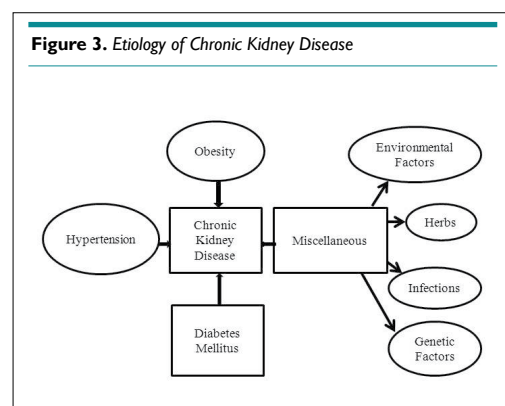 Figure 3. Etiology of Chronic Kidney Disease
Obesity
Environmental
Factors
Hypertension
Chronic
Kidney
Disease
Miscellaneous
Herbs
Infections
Diabetes
Mellitus
Genetic
Factors